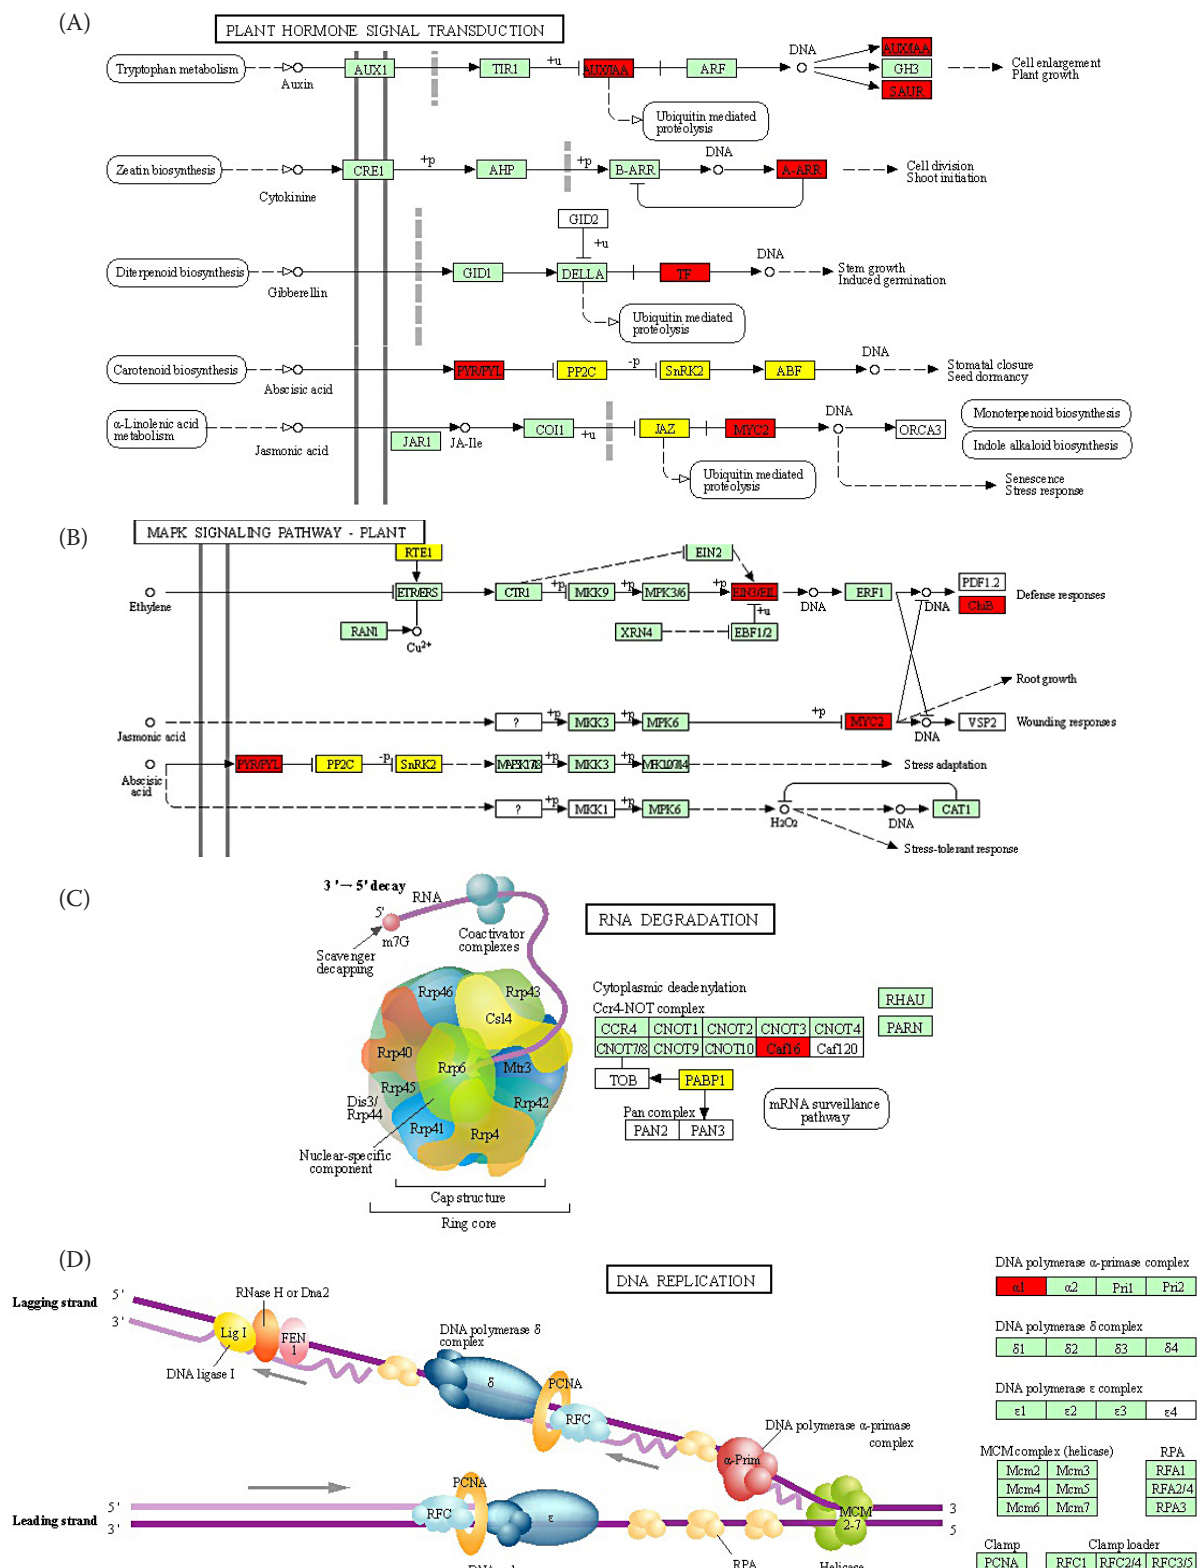 (A)
PLANT HORMONE SIGNAL TRANSDUCTION
Tryptophan metabolism
Auxin
AUX1
TIR1
+u
AUX/IAA
ARF
DNA
AUX/IAA
GH3
SAUR
Cell enlargement
Plant growth
Ubiquitin mediated
proteolysis
Zeatin biosynthesis
Cytokinine
CRE1
+p
AHP
+p
B-ARR
DNA
A-ARR
Cell division
Shoot initiation
GID2
+u
Diterpenoid biosynthesis
Gibberellin
GID1
DELLA
TF
DNA
Stem growth
Induced germination
Ubiquitin mediated
proteolysis
Carotenoid biosynthesis
Abscisic acid
PYR/PYL
PP2C
-p
SnRK2
ABF
DNA
Stomatal closure
Seed dormancy
α-Linolenic acid
metabolism
Jasmonic acid
JAR1
JA-Ile
COI1
+u
JAZ
MYC2
DNA
ORCA3
Monoterpenoid biosynthesis
Indole alkaloid biosynthesis
Ubiquitin mediated
proteolysis
Senescence
Stress response
(B)
MAPK SIGNALING PATHWAY - PLANT
RTE1
EIN2
Ethylene
ETR/ERS
CTR1
+p
MKK9
+p
MPK3/6
+p
EIN3/EIL
DNA
ERF1
DNA
PDF1.2
ChiB
Defense responses
RAN1
Cu2+
XRN4
EBF1/2
+u
Root growth
Jasmonic acid
?
+p
MKK3
+p
MPK6
+p
MYC2
DNA
VSP2
Wounding responses
Abscisic
acid
PYR/PYL
PP2C
-p
SnRK2
+p
MKK3
+p
Stress adaptation
?
+p
MKK1
+p
MPK6
H2O2
DNA
CAT1
Stress-tolerant response
(C)
3'→5' decay
RNA
5'
m7G
Scavenger
decapping
Coactivator
complexes
RNA DEGRADATION
Rrp46
Rrp43
Csl4
Rrp40
Rrp6
Mtr3
Rrp45
Dis3/
Rrp44
Rrp42
Rrp41
Rrp4
Nuclear-specific
component
Cap structure
Ring core
Cytoplasmic deadenylation
Ccr4-NOT complex
CCR4 CNOT1 CNOT2 CNOT3 CNOT4
CNOT7/8 CNOT9 CNOT10 Caf16 Caf120
RHAU
PARN
TOB
PABP1
Pan complex
PAN2 PAN3
mRNA surveillance
pathway
(D)
DNA REPLICATION
Lagging strand
5'
3'
RNase H or Dna2
Lig I
FEN
1
DNA ligase I
DNA polymerase δ
complex
δ
PCNA
RFC
DNA polymerase α-primase
complex
α-Prim
MCM
2-7
Leading strand
5'
3'
PCNA
RFC
ε
RPA
Helicase
3
5
DNA polymerase α-primase complex
α1 α2 Pri1 Pri2
DNA polymerase δ complex
δ1 δ2 δ3 δ4
DNA polymerase ε complex
ε1 ε2 ε3 ε4
MCM complex (helicase)
Mcm2 Mcm3
Mcm4 Mcm5
Mcm6 Mcm7
RPA
RFA1
RFA2/4
RPA3
Clamp
PCNA
Clamp loader
RFC1 RFC2/4 RFC3/5